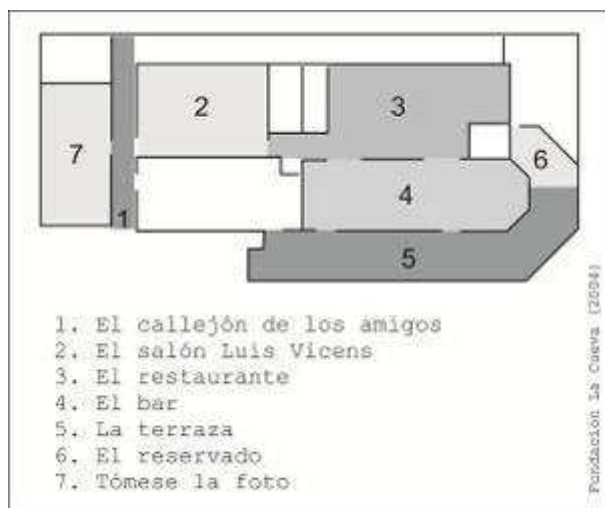 2
3
7
6
4
1
5
1. El callejón de los amigos
2. El salón Luis Vicens
3. El restaurante
4. El bar
5. La terraza
6. El reservado
7. Tómese la foto
Fundación La Cueva (2004)